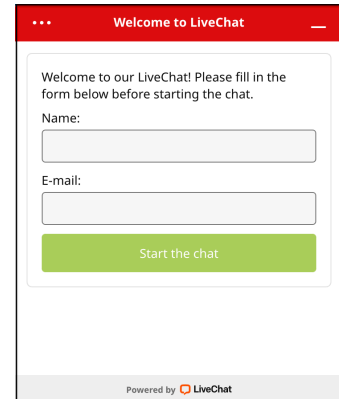 Welcome to LiveChat
Welcome to our LiveChat! Please fill in the
form below before starting the chat.
Name:
E-mail:
Start the chat
Powered by LiveChat